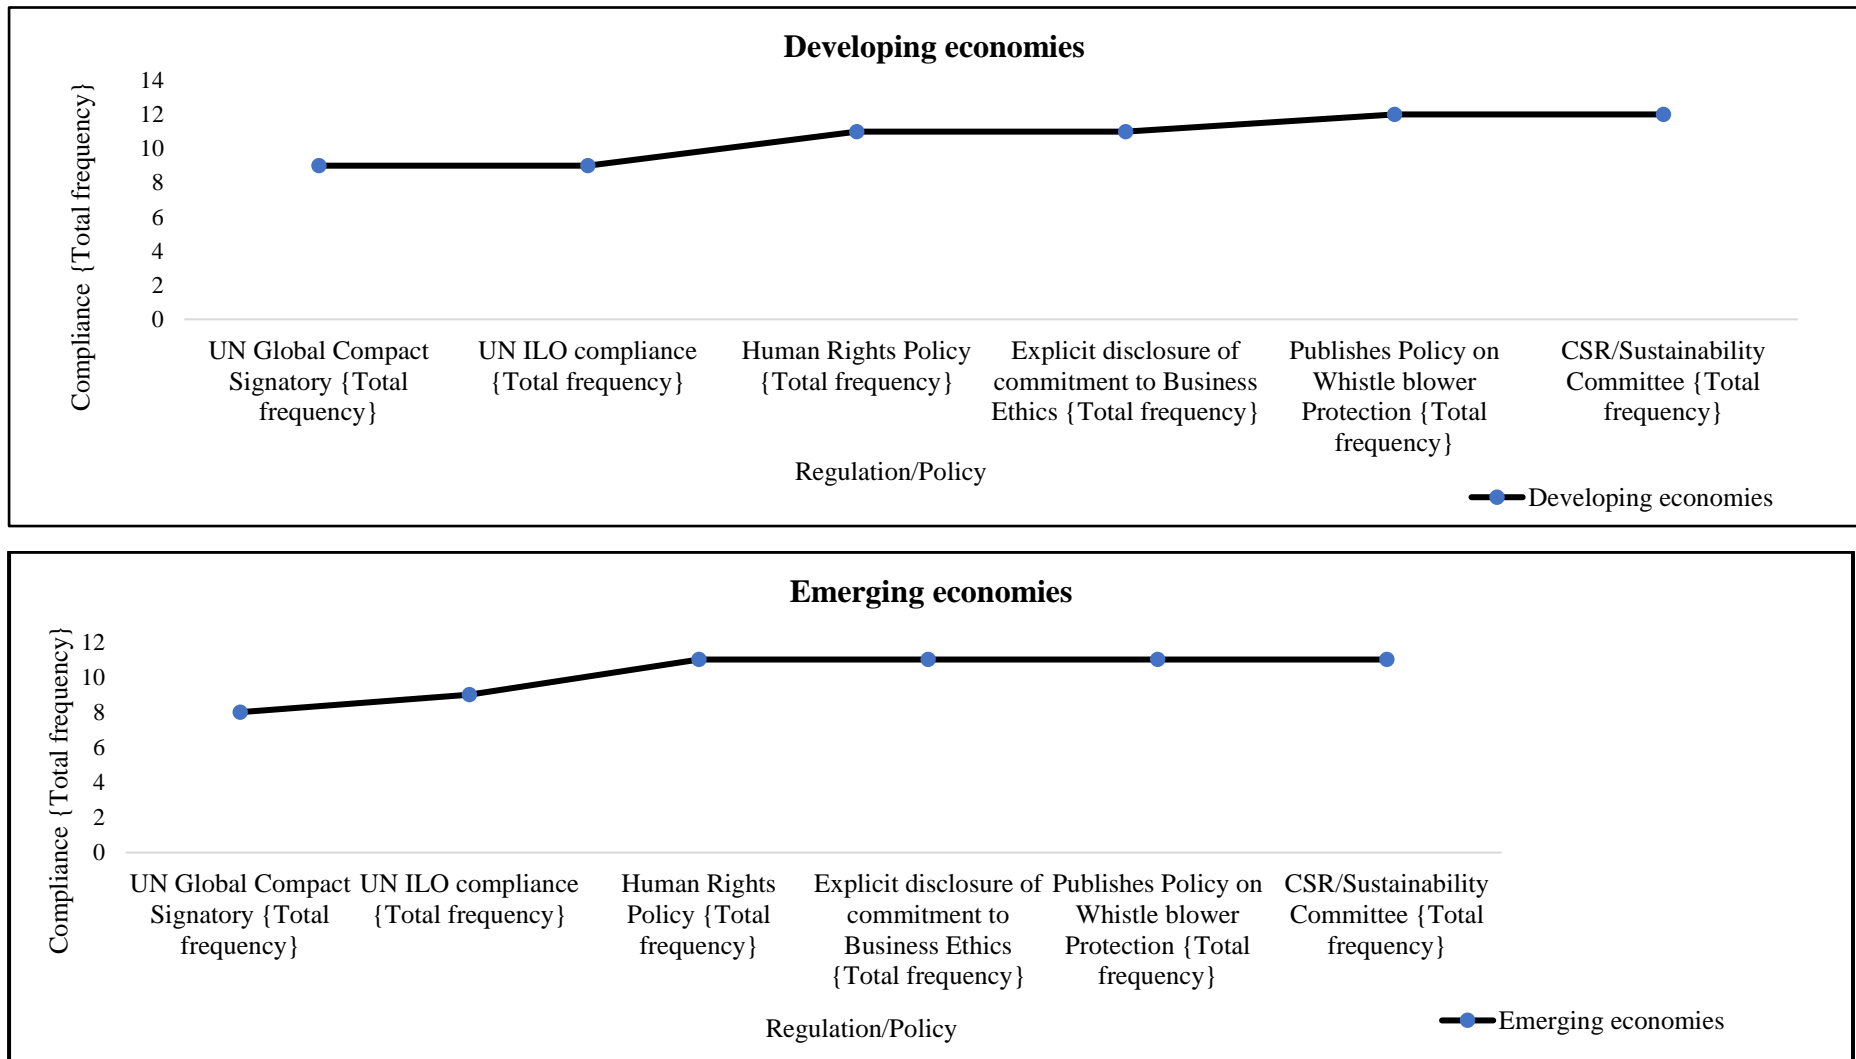 Developing economies
Compliance {Total frequency}
14
12
10
8
6
4
2
0
UN Global Compact
Signatory {Total
frequency}
UN ILO compliance
{Total frequency}
Human Rights Policy
{Total frequency}
Explicit disclosure of
commitment to Business
Ethics {Total frequency}
Publishes Policy on
Whistle blower
Protection {Total
frequency}
CSR/Sustainability
Committee {Total
frequency}
Regulation/Policy
Developing economies
Emerging economies
Compliance {Total frequency}
12
10
8
6
4
2
0
UN Global Compact
Signatory {Total
frequency}
UN ILO compliance
{Total frequency}
Human Rights
Policy {Total
frequency}
Explicit disclosure of
commitment to
Business Ethics
{Total frequency}
Publishes Policy on
Whistle blower
Protection {Total
frequency}
CSR/Sustainability
Committee {Total
frequency}
Regulation/Policy
Emerging economies